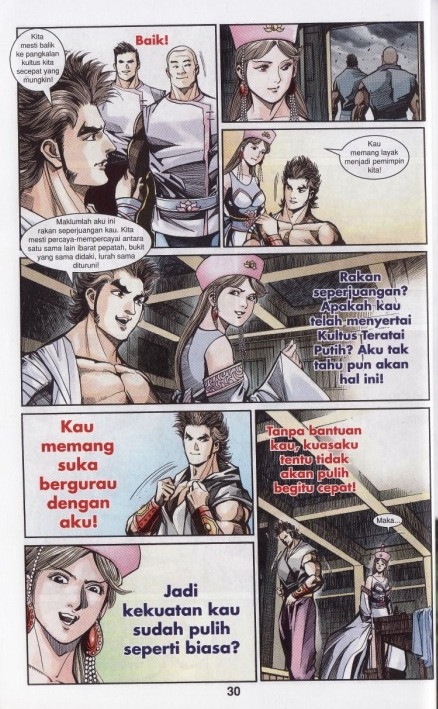 Kita
mesti balik
ke pangkalan
kultus kita
secepat yang
mungkin!
Baik!
Kau
memang layak
menjadi pemimpin
kita!
Maklumlah aku ini
rakan seperjuangan kau. Kita
mesti percaya-mempercayai antara
satu sama lain ibarat pepatah, bukit
yang sama didaki, lurah sama
dituruni!
Rakan
seperjuangan?
Apakah kau
telah menyertai
Kultus Teratai
Putih? Aku tak
tahu pun akan
hal ini!
Kau
memang
suka
bergurau
dengan
aku!
Tanpa bantuan
kau, kuasaku
tentu tidak
akan pulih
begitu cepat!
Maka...
Jadi
kekuatan kau
sudah pulih
seperti biasa?
30